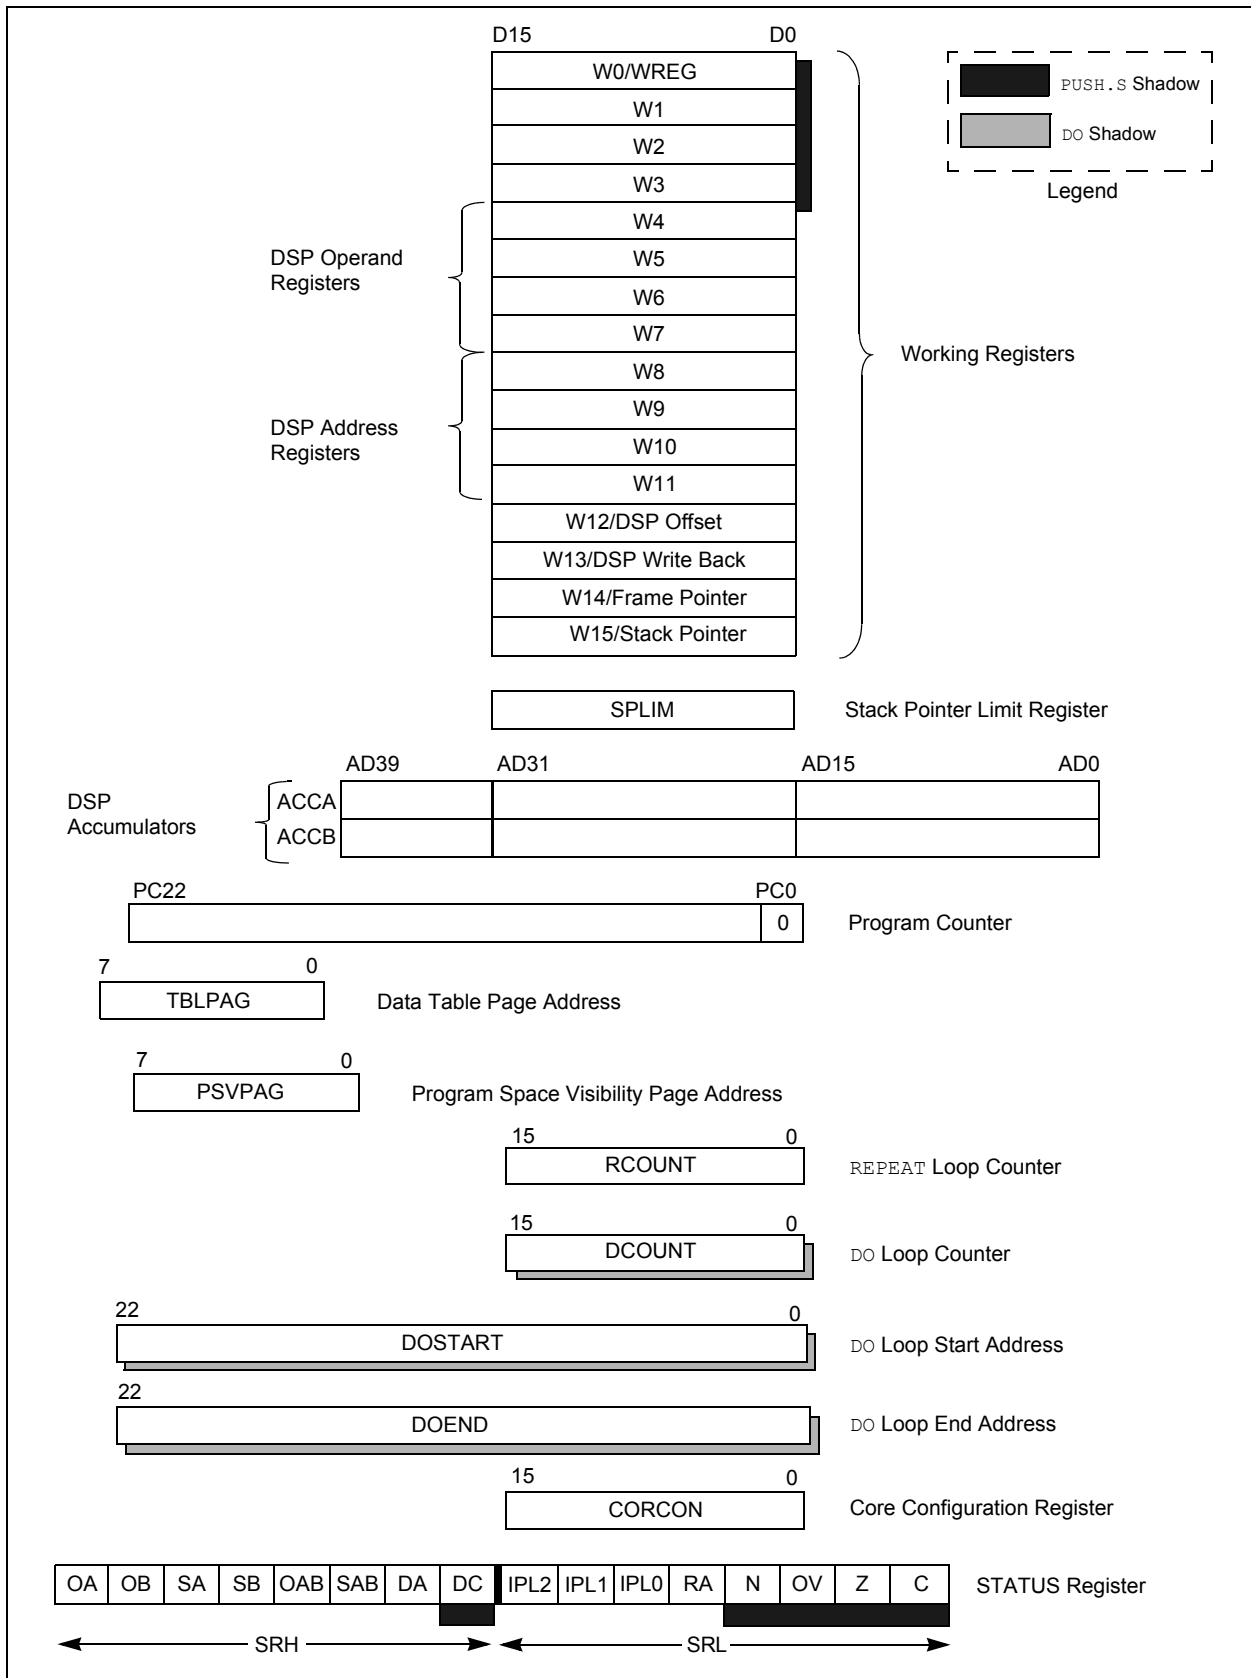 D15 D0
W0/WREG
PUSH.S Shadow
W1
DO Shadow
W2
W3
Legend
W4
DSP Operand
Registers
W5
W6
W7
Working Registers
W8
W9
DSP Address
Registers
W10
W11
W12/DSP Offset
W13/DSP Write Back
W14/Frame Pointer
W15/Stack Pointer
SPLIM Stack Pointer Limit Register
AD39 AD31 AD15 AD0
DSP
Accumulators
ACCA
ACCB
PC22 PC0
0 Program Counter
7 0
TBLPAG Data Table Page Address
7 0
PSVPAG Program Space Visibility Page Address
15 0
RCOUNT REPEAT Loop Counter
15 0
DCOUNT DO Loop Counter
22 0
DOSTART DO Loop Start Address
22
DOEND DO Loop End Address
15 0
CORCON Core Configuration Register
OA OB SA SB OAB SAB DA DC IPL2 IPL1 IPL0 RA N OV Z C STATUS Register
SRH SRL